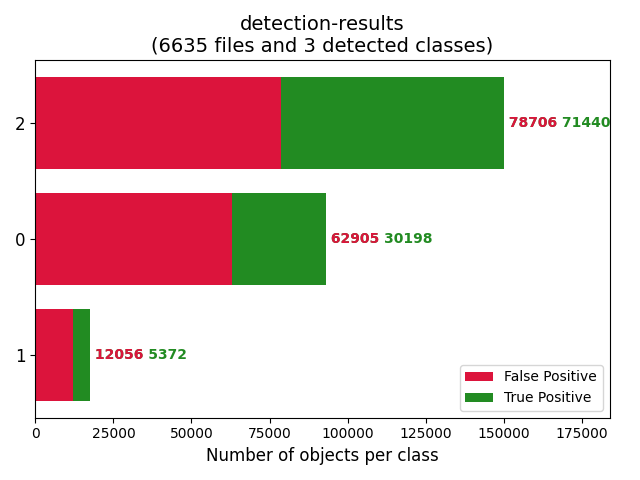 detection-results
(6635 files and 3 detected classes)
2
78706 71440
0
62905 30198
1
12056 5372
False Positive
True Positive
0 25000 50000 75000 100000 125000 150000 175000
Number of objects per class